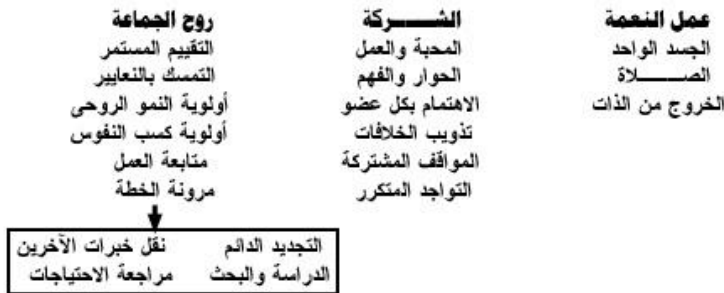 عمل النعمة الشـــــركة روح الجماعة
الجسد الواحد المحبة والعمل التقييم المستمر
الصـــــلاة الحوار والفهم التمسك بالنعايير
الخروج من الذات الاهتمام بكل عضو أولوية النمو الروحى
تذويب الخلافات أولوية كسب النفوس
المواقف المشتركة متابعة العمل
التواجد المتكرر مرونة الخطة
التجديد الدائم نقل خبرات الآخرين
الدراسة والبحث مراجعة الاحتياجات